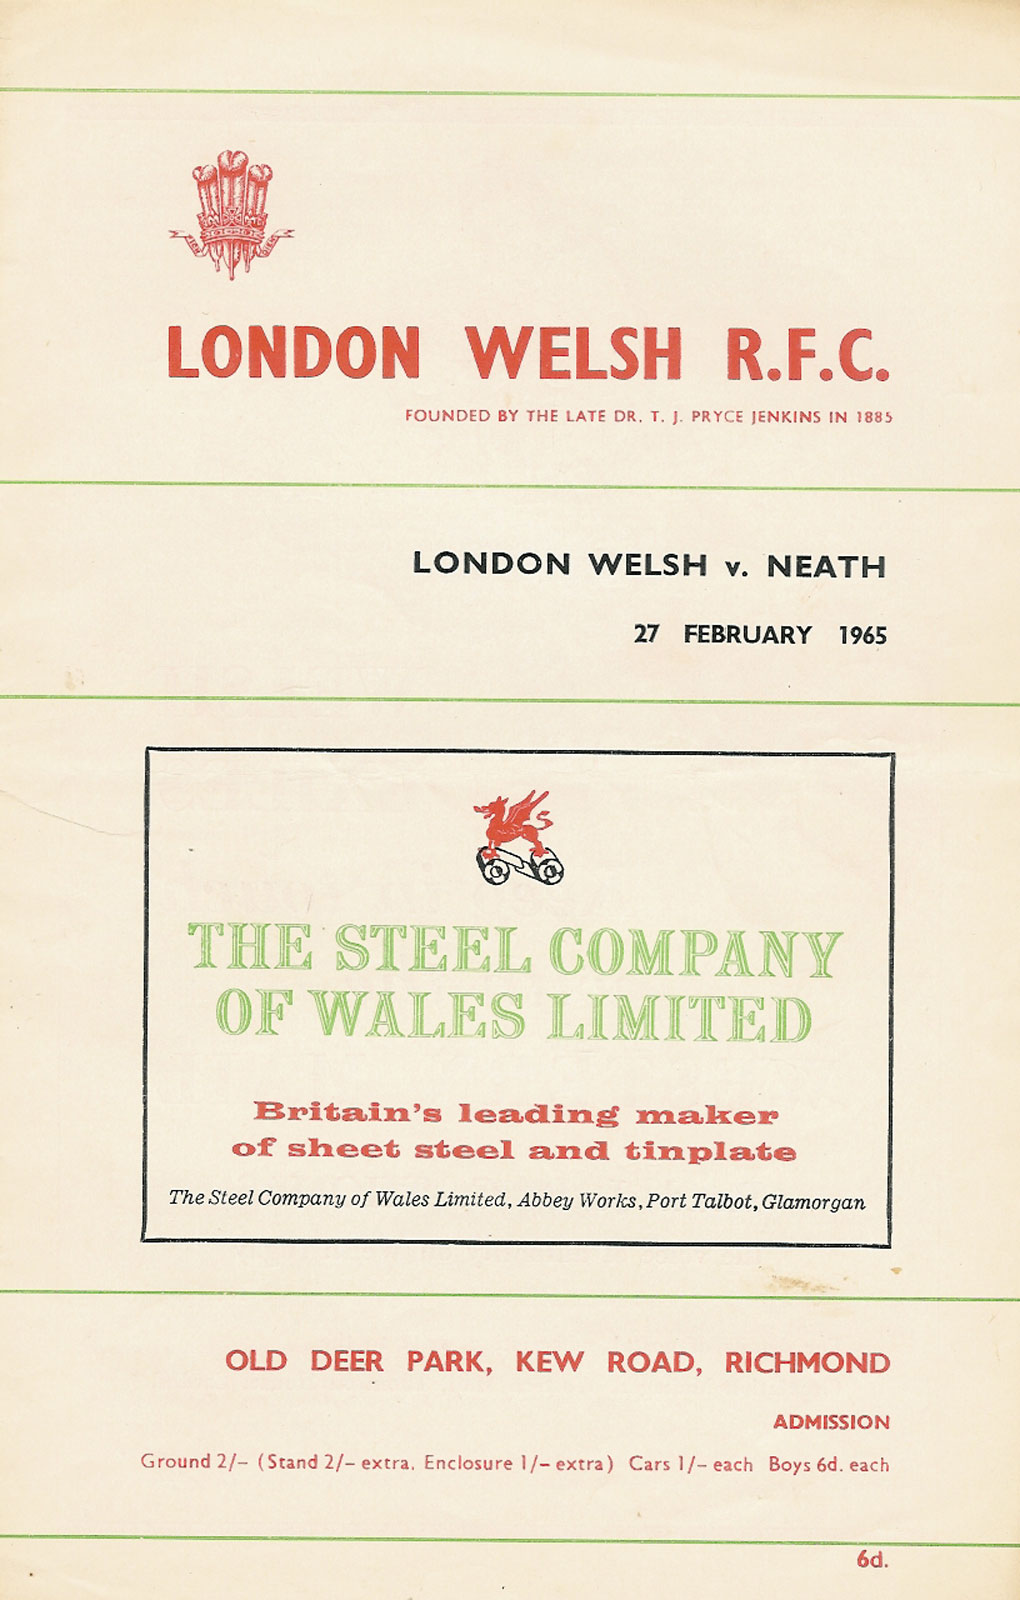 LONDON WELSH R.F.C.
FOUNDED BY THE LATE DR. T. J. PRYCE JENKINS IN 1885
LONDON WELSH v. NEATH
27 FEBRUARY 1965
THE STEEL COMPANY
OF WALES LIMITED
Britain's leading maker
of sheet steel and tinplate
The Steel Company of Wales Limited, Abbey Works, Port Talbot, Glamorgan
OLD DEER PARK, KEW ROAD, RICHMOND
ADMISSION
Ground 2/- (Stand 2/- extra, Enclosure 1/- extra) Cars 1/- each Boys 6d. each
6d.